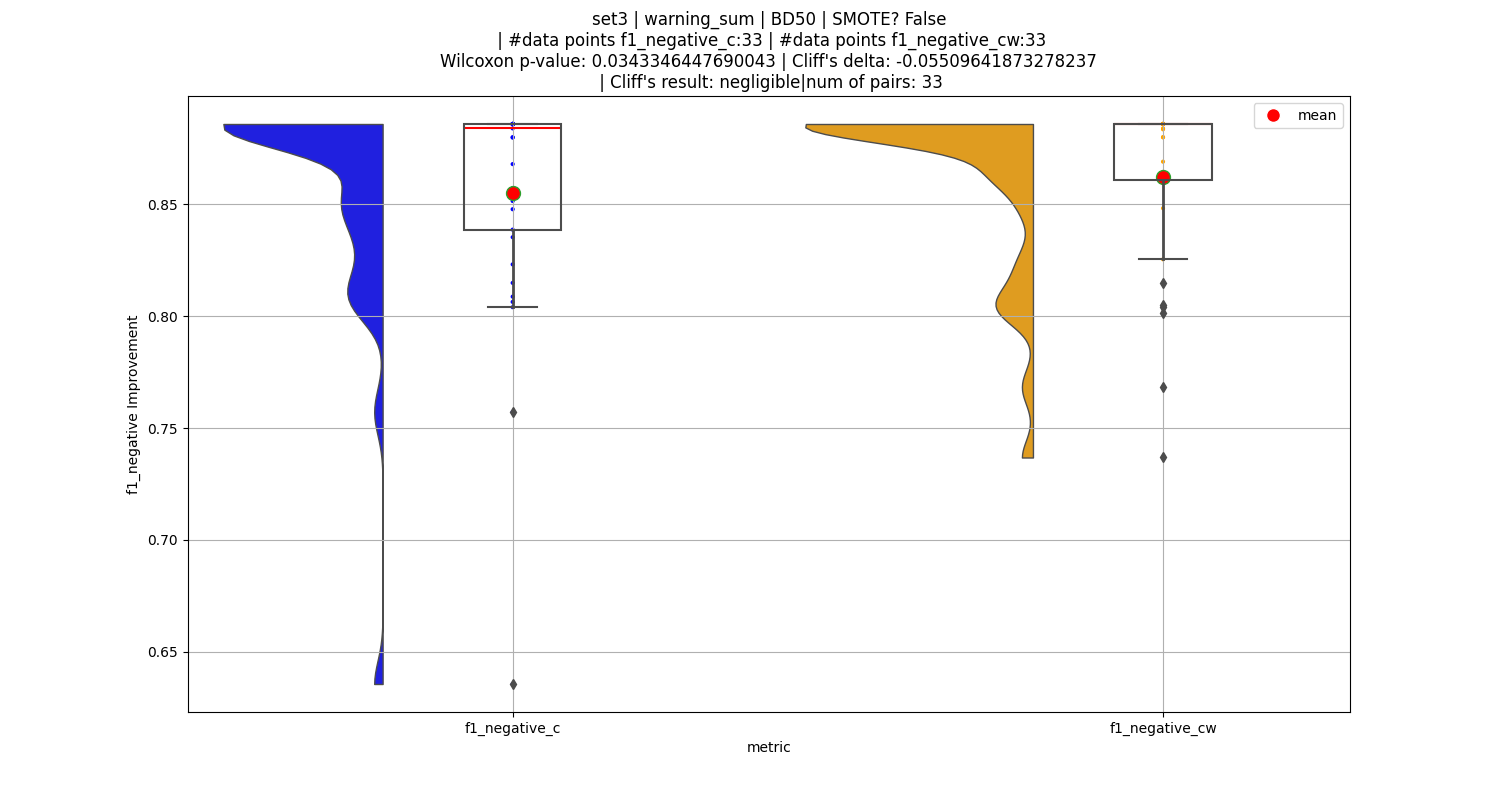 set3 | warning_sum | BD50 | SMOTE? False
| #data points f1_negative_c:33 | #data points f1_negative_cw:33
Wilcoxon p-value: 0.0343346447690043 | Cliff's delta: -0.05509641873278237
| Cliff's result: negligible|num of pairs: 33
mean
0.85
0.80
0.75
0.70
0.65
f1_negative Improvement
f1_negative_c
f1_negative_cw
metric